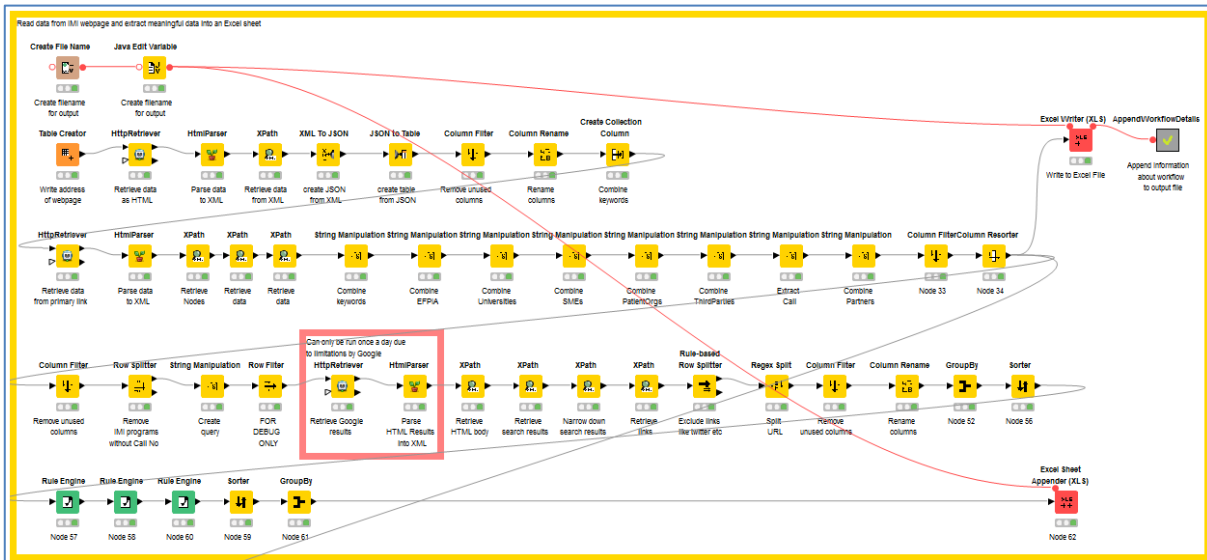 Read data from IMI webpage and extract meaningful data into an Excel sheet
Create File Name Java Edit Variable
Create filename Create filename
for output for output
Excel Writer (XLS) AppendWorkflowDetails
Write to Excel File Append information
about workflow
to output file
Create Collection
Table Creator HttpRetriever HtmlParser XPath XML To JSON JSON to Table Column Filter Column Rename Column
Write address Retrieve data Parse data Retrieve data create JSON create table Remove unused Rename Combine
of webpage as HTML to XML from XML from XML from JSON columns columns keywords
HttpRetriever HtmlParser XPath XPath XPath String Manipulation String Manipulation String Manipulation String Manipulation String Manipulation String Manipulation String Manipulation String Manipulation Column Filter Column Resorter
Retrieve data Parse data Retrieve Retrieve Retrieve Combine Combine Combine Combine Combine Combine Extract Combine Node 33 Node 34
from primary link to XML Nodes data data keywords EFPIA Universities SMEs PatientOrgs ThirdParties Call Partners
Can only be run once a day due
to limitations by Google
Rule-based
Column Filter Row Splitter String Manipulation Row Filter HttpRetriever HtmlParser XPath XPath XPath XPath Row Splitter Regex Split Column Filter Column Rename GroupBy Sorter
Remove unused Remove Create FOR Retrieve Google Parse Retrieve Retrieve Narrow down Retrieve Exclude links Split Remove Rename Node 52 Node 56
columns IMI programs query DEBUG results HTML Results HTML body search results search results links like twitter etc URL unused columns columns
without Call No ONLY into XML
Excel Sheet
Rule Engine Rule Engine Rule Engine Sorter GroupBy Appender (XLS)
Node 57 Node 58 Node 60 Node 59 Node 61 Node 62